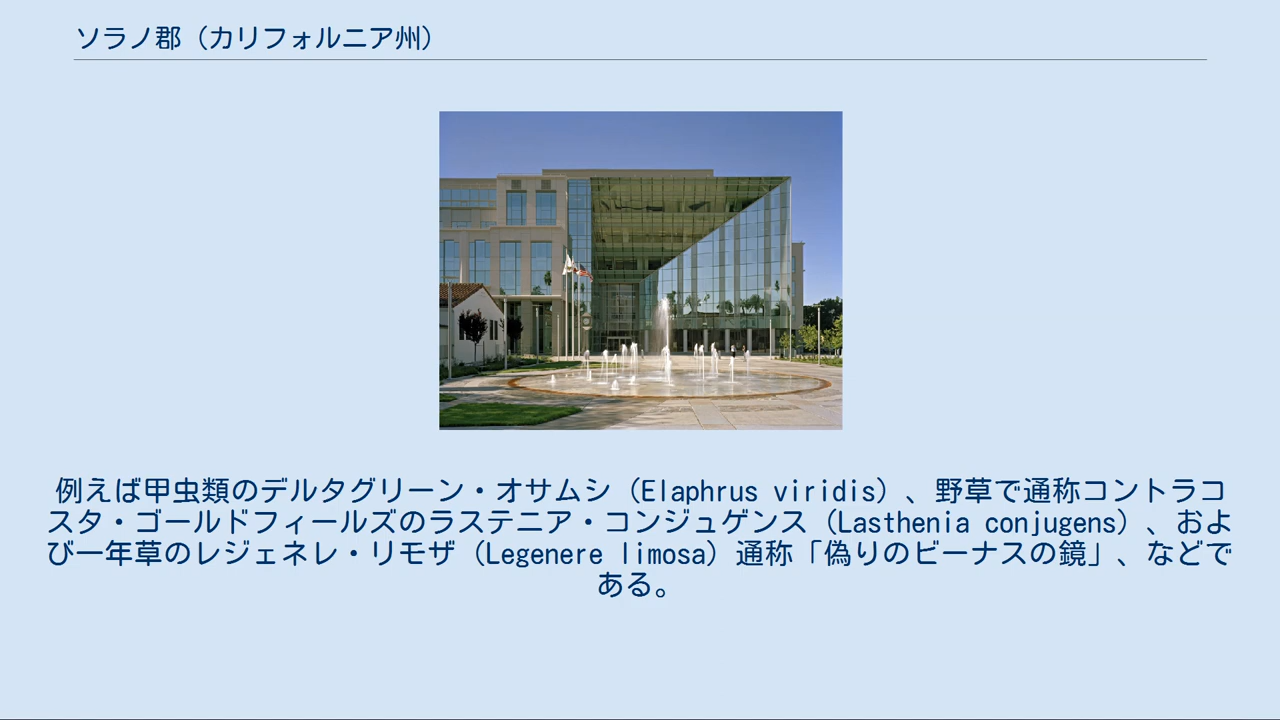 ソラノ郡（カリフォルニア州）
例えば甲虫類のデルタグリーン・オサムシ（Elaphrus viridis）、野草で通称コントラコ
スタ・ゴールドフィールズのラステニア・コンジュゲンス（Lasthenia conjugens）、およ
び一年草のレジェネレ・リモザ（Legenere limosa）通称「偽りのビーナスの鏡」、などで
ある。